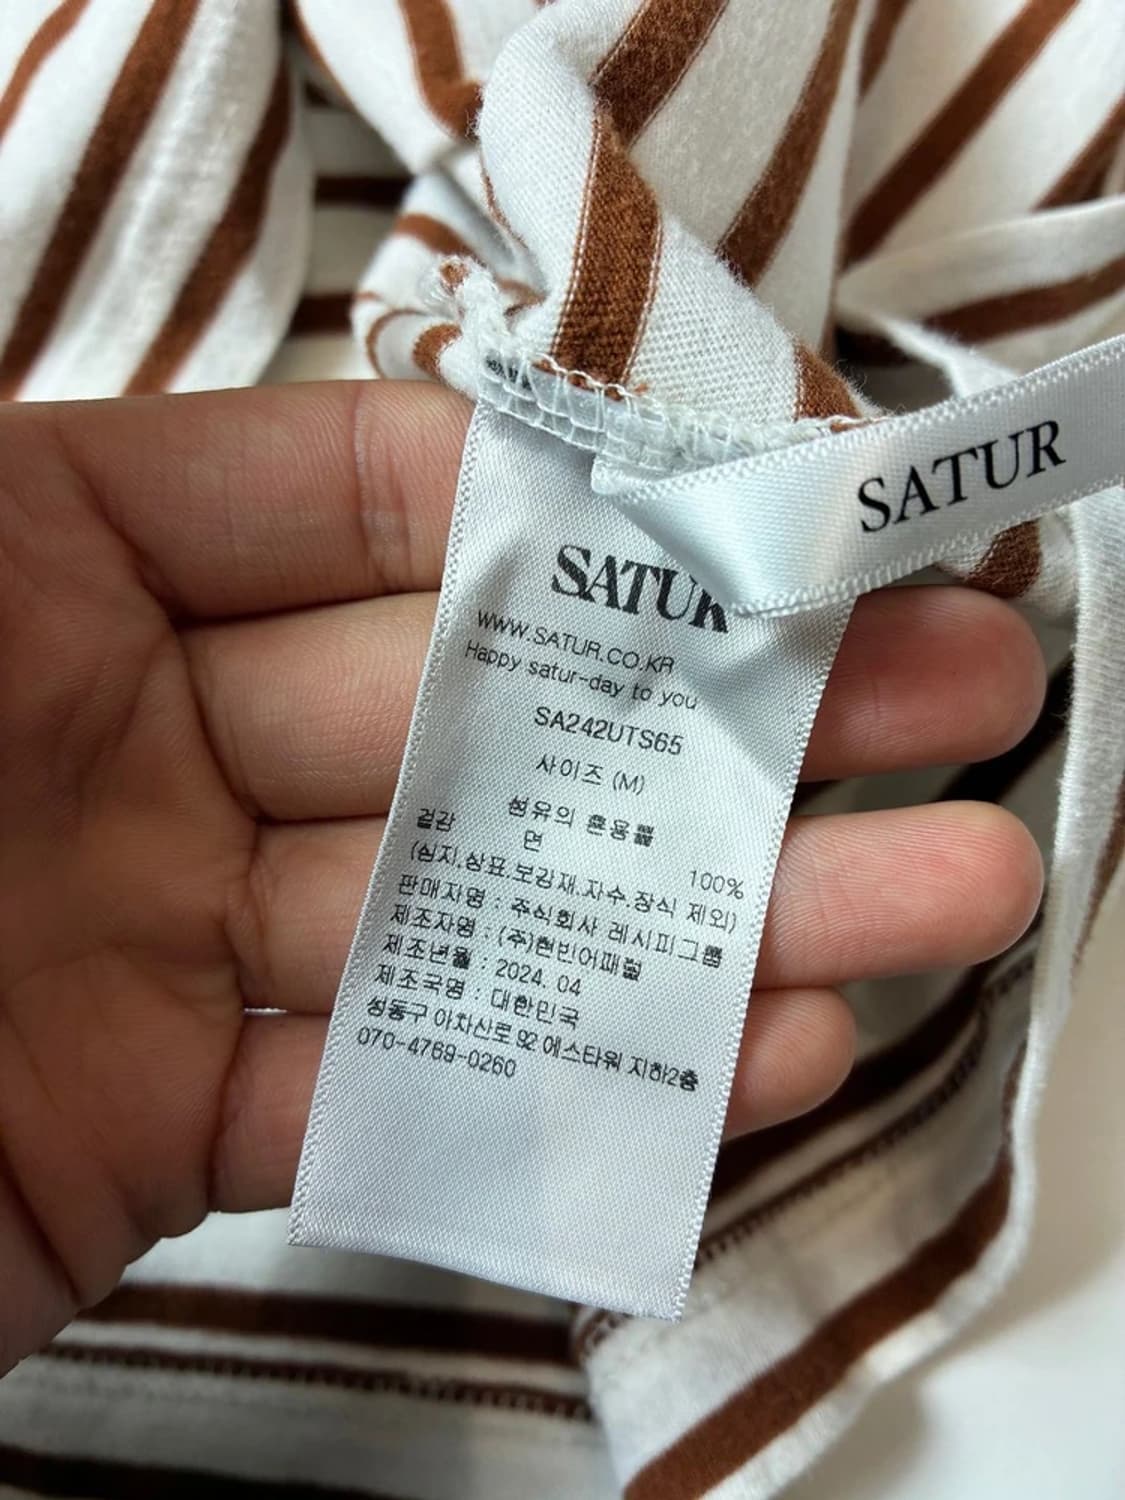 SATUR
SATUR
WWW.SATUR.CO.KR
Happy satur-day to you
SA242UTS65
사이즈 (M)
섬유의 혼용률
겉감 면 100%
(심지,상표,보강재,자수,장식 제외)
판매자명 : 주식회사 레시피그룹
제조자명 : (주)현빈어패럴
제조년월 : 2024. 04
제조국명 : 대한민국
성동구 아차산로 92 에스타워 지하2층
070-4769-0260